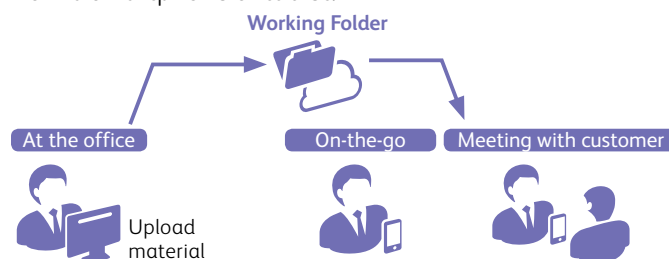 Working Folder
At the office
On-the-go
Meeting with customer
Upload
material